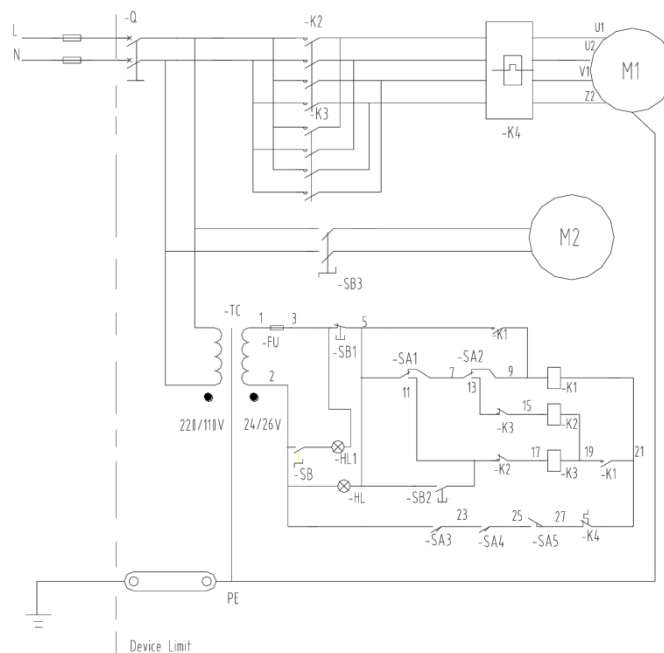 -Q
-K2
L
N
U1
U2
V1
Z2
M1
-K3
-K4
M2
-SB3
-TC
1
3
5
-FU
-SB1
-K1
-SA1
-SA2
2
7
9
11
13
-K1
15
-K3
-K2
220/110V
24/26V
17
19
21
-HL1
-SB
-K2
-K3
-K1
-HL
-SB2
23
25
27
-SA3
-SA4
-SA5
-K4
PE
Device Limit